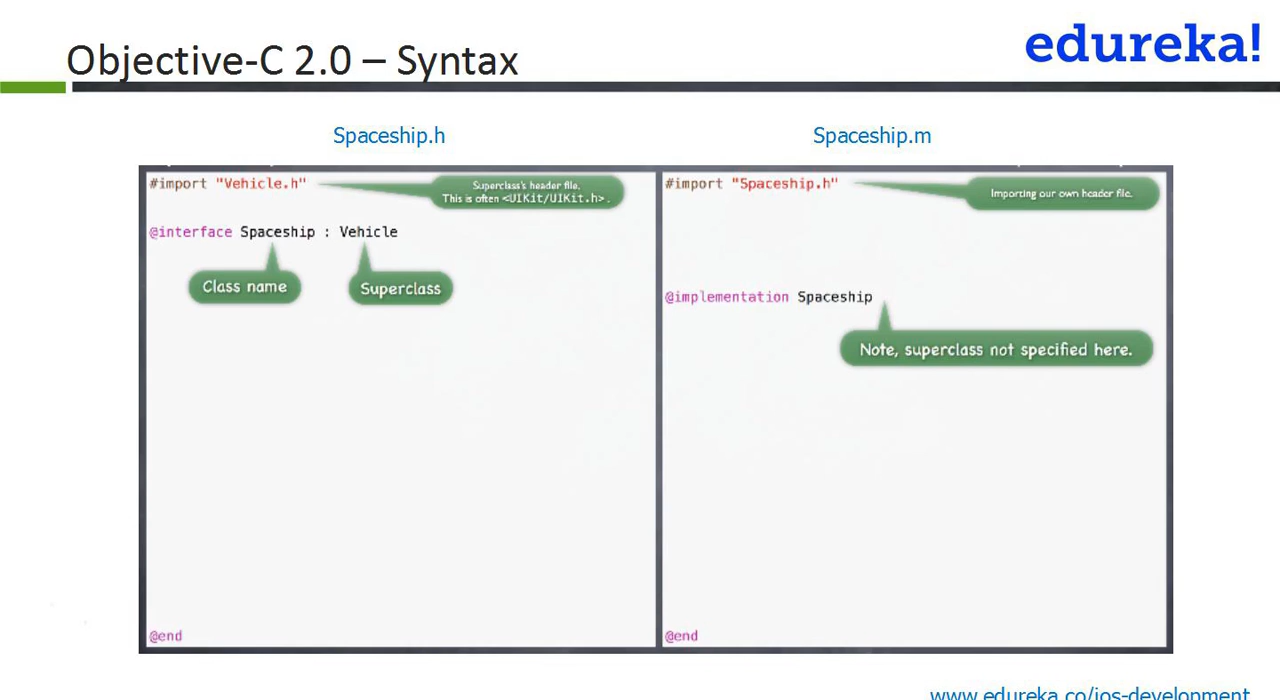 Objective-C 2.0 – Syntax
edureka!
Spaceship.h
Spaceship.m
#import "Vehicle.h"
Superclass's header file.
This is often <UIKit/UIKit.h>.
@interface Spaceship : Vehicle
Class name
Superclass
@end
#import "Spaceship.h"
Importing our own header file.
@implementation Spaceship
Note, superclass not specified here.
@end
www.edureka.co/ios-development